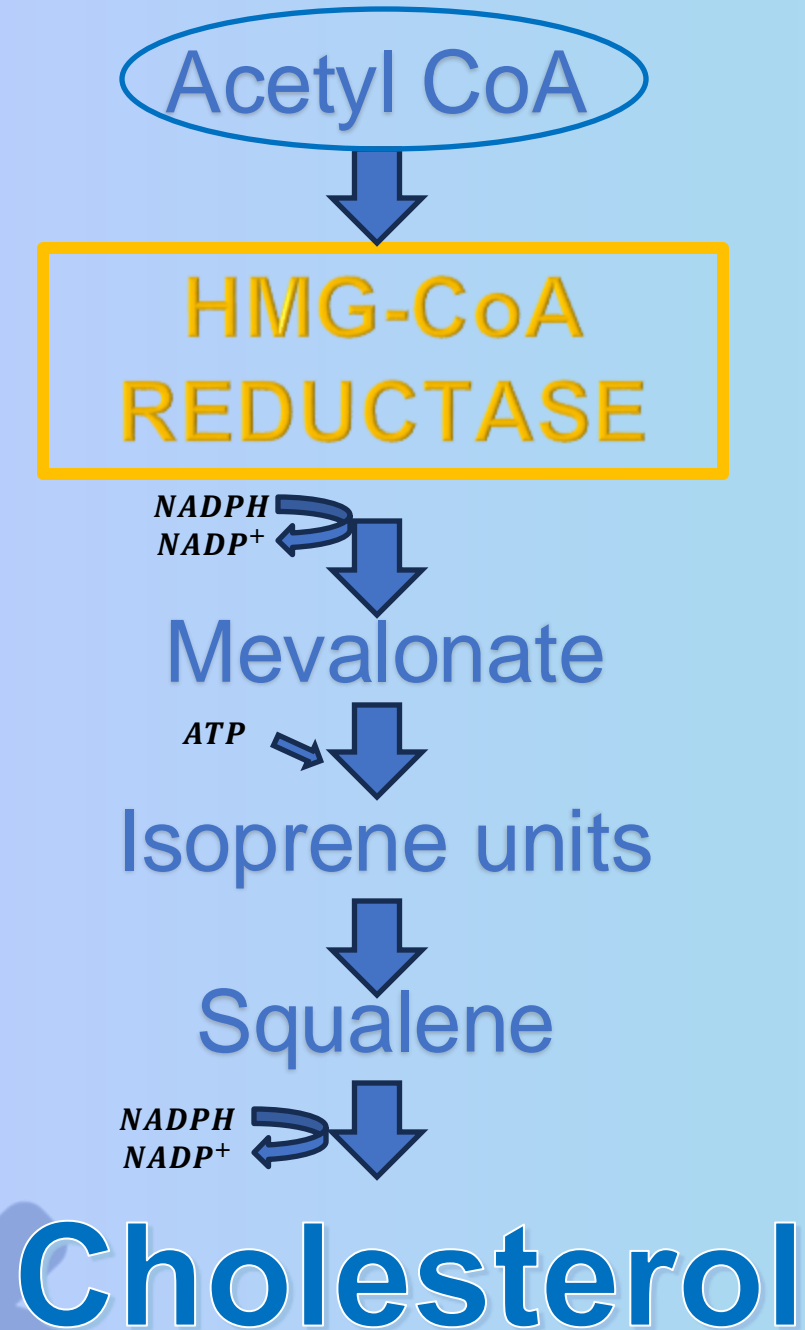 Acetyl CoA
HMG-CoA
REDUCTASE
NADPH
NADP⁺
Mevalonate
ATP
Isoprene units
Squalene
NADPH
NADP⁺
Cholesterol